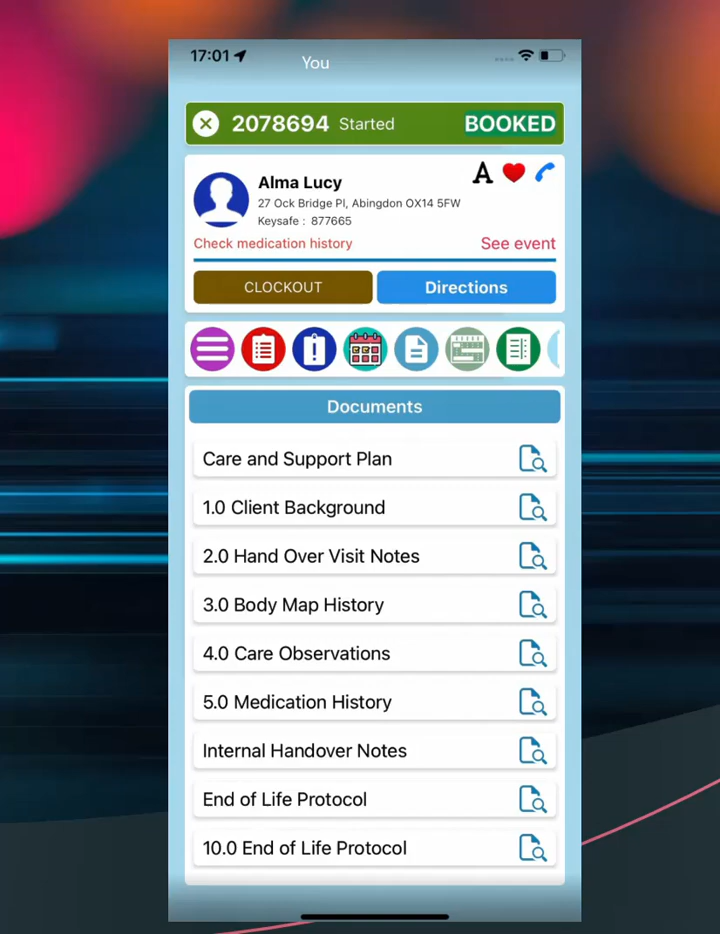 17:01
You
2078694 Started BOOKED
Alma Lucy
A
27 Ock Bridge Pl, Abingdon OX14 5FW
Keysafe : 877665
Check medication history See event
CLOCKOUT Directions
Documents
Care and Support Plan
1.0 Client Background
2.0 Hand Over Visit Notes
3.0 Body Map History
4.0 Care Observations
5.0 Medication History
Internal Handover Notes
End of Life Protocol
10.0 End of Life Protocol